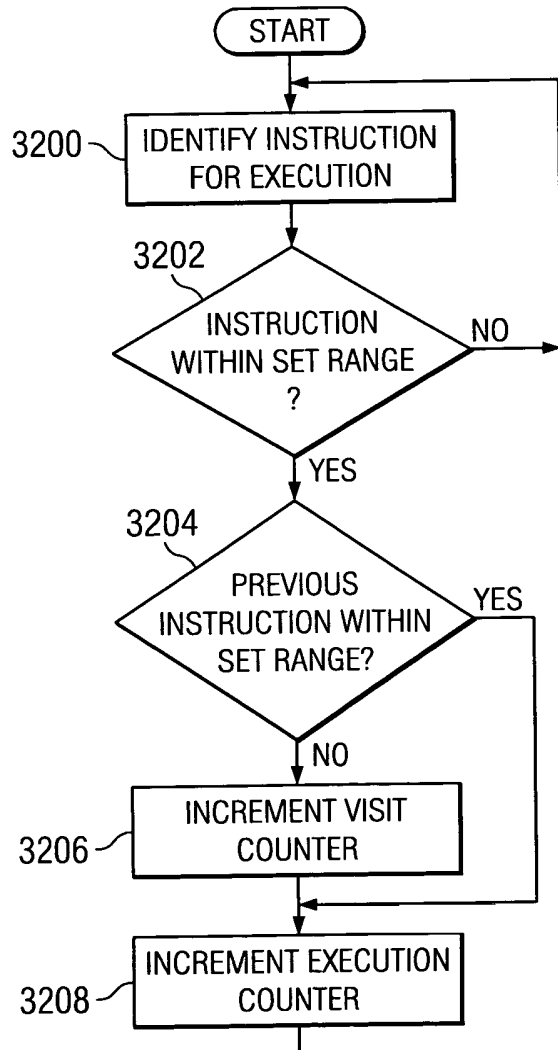 START
3200
IDENTIFY INSTRUCTION
FOR EXECUTION
3202
INSTRUCTION
WITHIN SET RANGE
?
NO
YES
3204
PREVIOUS
INSTRUCTION WITHIN
SET RANGE?
YES
NO
3206
INCREMENT VISIT
COUNTER
3208
INCREMENT EXECUTION
COUNTER